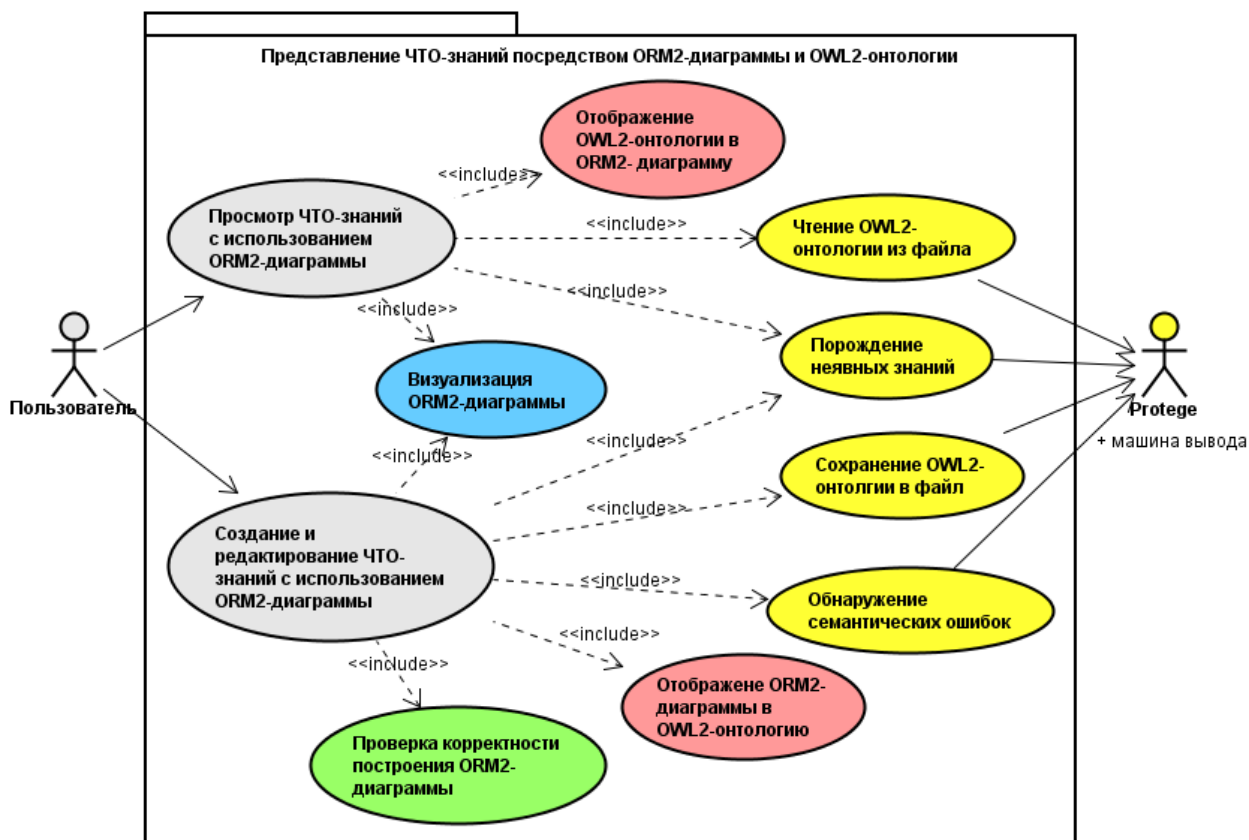 Представление ЧТО-знаний посредством ORM2-диаграммы и OWL2-онтологии
Отображение
OWL2-онтологии в
ORM2- диаграмму
<<include>>
Просмотр ЧТО-знаний
с использованием
ORM2-диаграммы
<<include>>
Чтение OWL2-
онтологии из файла
<<include>>
<<include>>
Порождение
неявных знаний
Визуализация
ORM2-диаграммы
Пользователь
Protege
+ машина вывода
<<include>>
<<include>>
Сохранение OWL2-
онтолгии в файл
<<include>>
Создание и
редактирование ЧТО-
знаний с использованием
ORM2-диаграммы
<<include>>
Обнаружение
семантических ошибок
<<include>>
<<include>>
Отображене ORM2-
диаграммы в
OWL2-онтологию
Проверка корректности
построения ORM2-
диаграммы